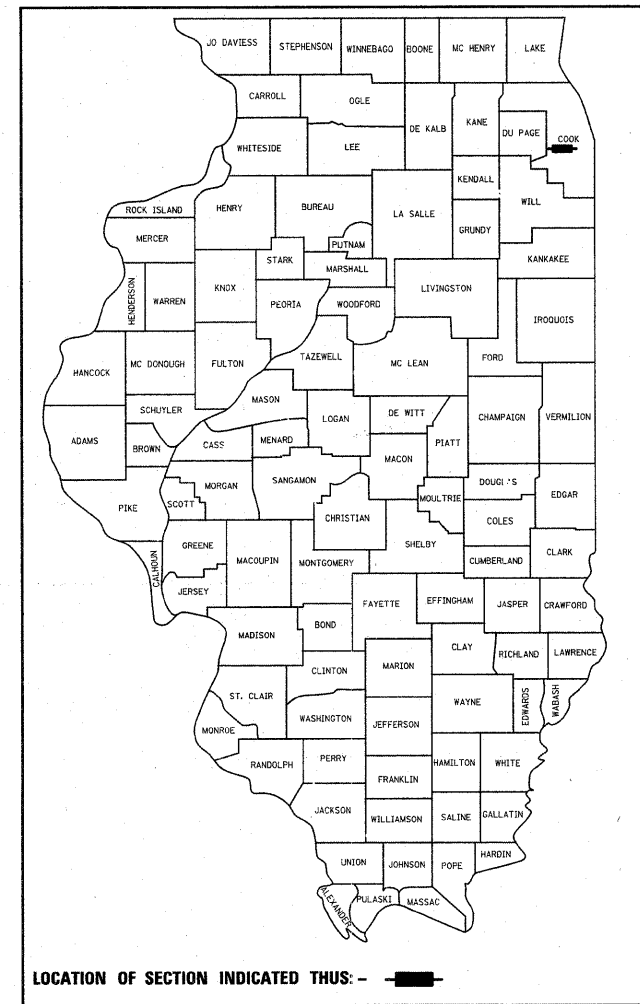 JO DAVIESS STEPHENSON WINNEBAGO BOONE MC HENRY LAKE
CARROLL OGLE DE KALB KANE DU PAGE COOK
WHITESIDE LEE
KENDALL WILL
ROCK ISLAND HENRY BUREAU LA SALLE
MERCER PUTNAM GRUNDY
STARK MARSHALL KANKAKEE
HENDERSON WARREN KNOX PEORIA WOODFORD LIVINGSTON
IROQUOIS
HANCOCK MC DONOUGH FULTON TAZEWELL MC LEAN FORD
MASON
SCHUYLER LOGAN DE WITT CHAMPAIGN VERMILION
ADAMS BROWN CASS MENARD PIATT
MACON
MORGAN SANGAMON DOUGL'S
PIKE SCOTT CHRISTIAN MOULTRIE EDGAR
COLES
GREENE SHELBY
CALHOUN MACOUPIN MONTGOMERY CUMBERLAND CLARK
JERSEY
FAYETTE EFFINGHAM JASPER CRAWFORD
MADISON BOND
CLAY RICHLAND LAWRENCE
CLINTON MARION
ST. CLAIR WAYNE EDWARDS WABASH
WASHINGTON JEFFERSON
MONROE
RANDOLPH PERRY HAMILTON WHITE
FRANKLIN
JACKSON WILLIAMSON SALINE GALLATIN
UNION JOHNSON POPE HARDIN
ALEXANDER PULASKI MASSAC
LOCATION OF SECTION INDICATED THUS: -